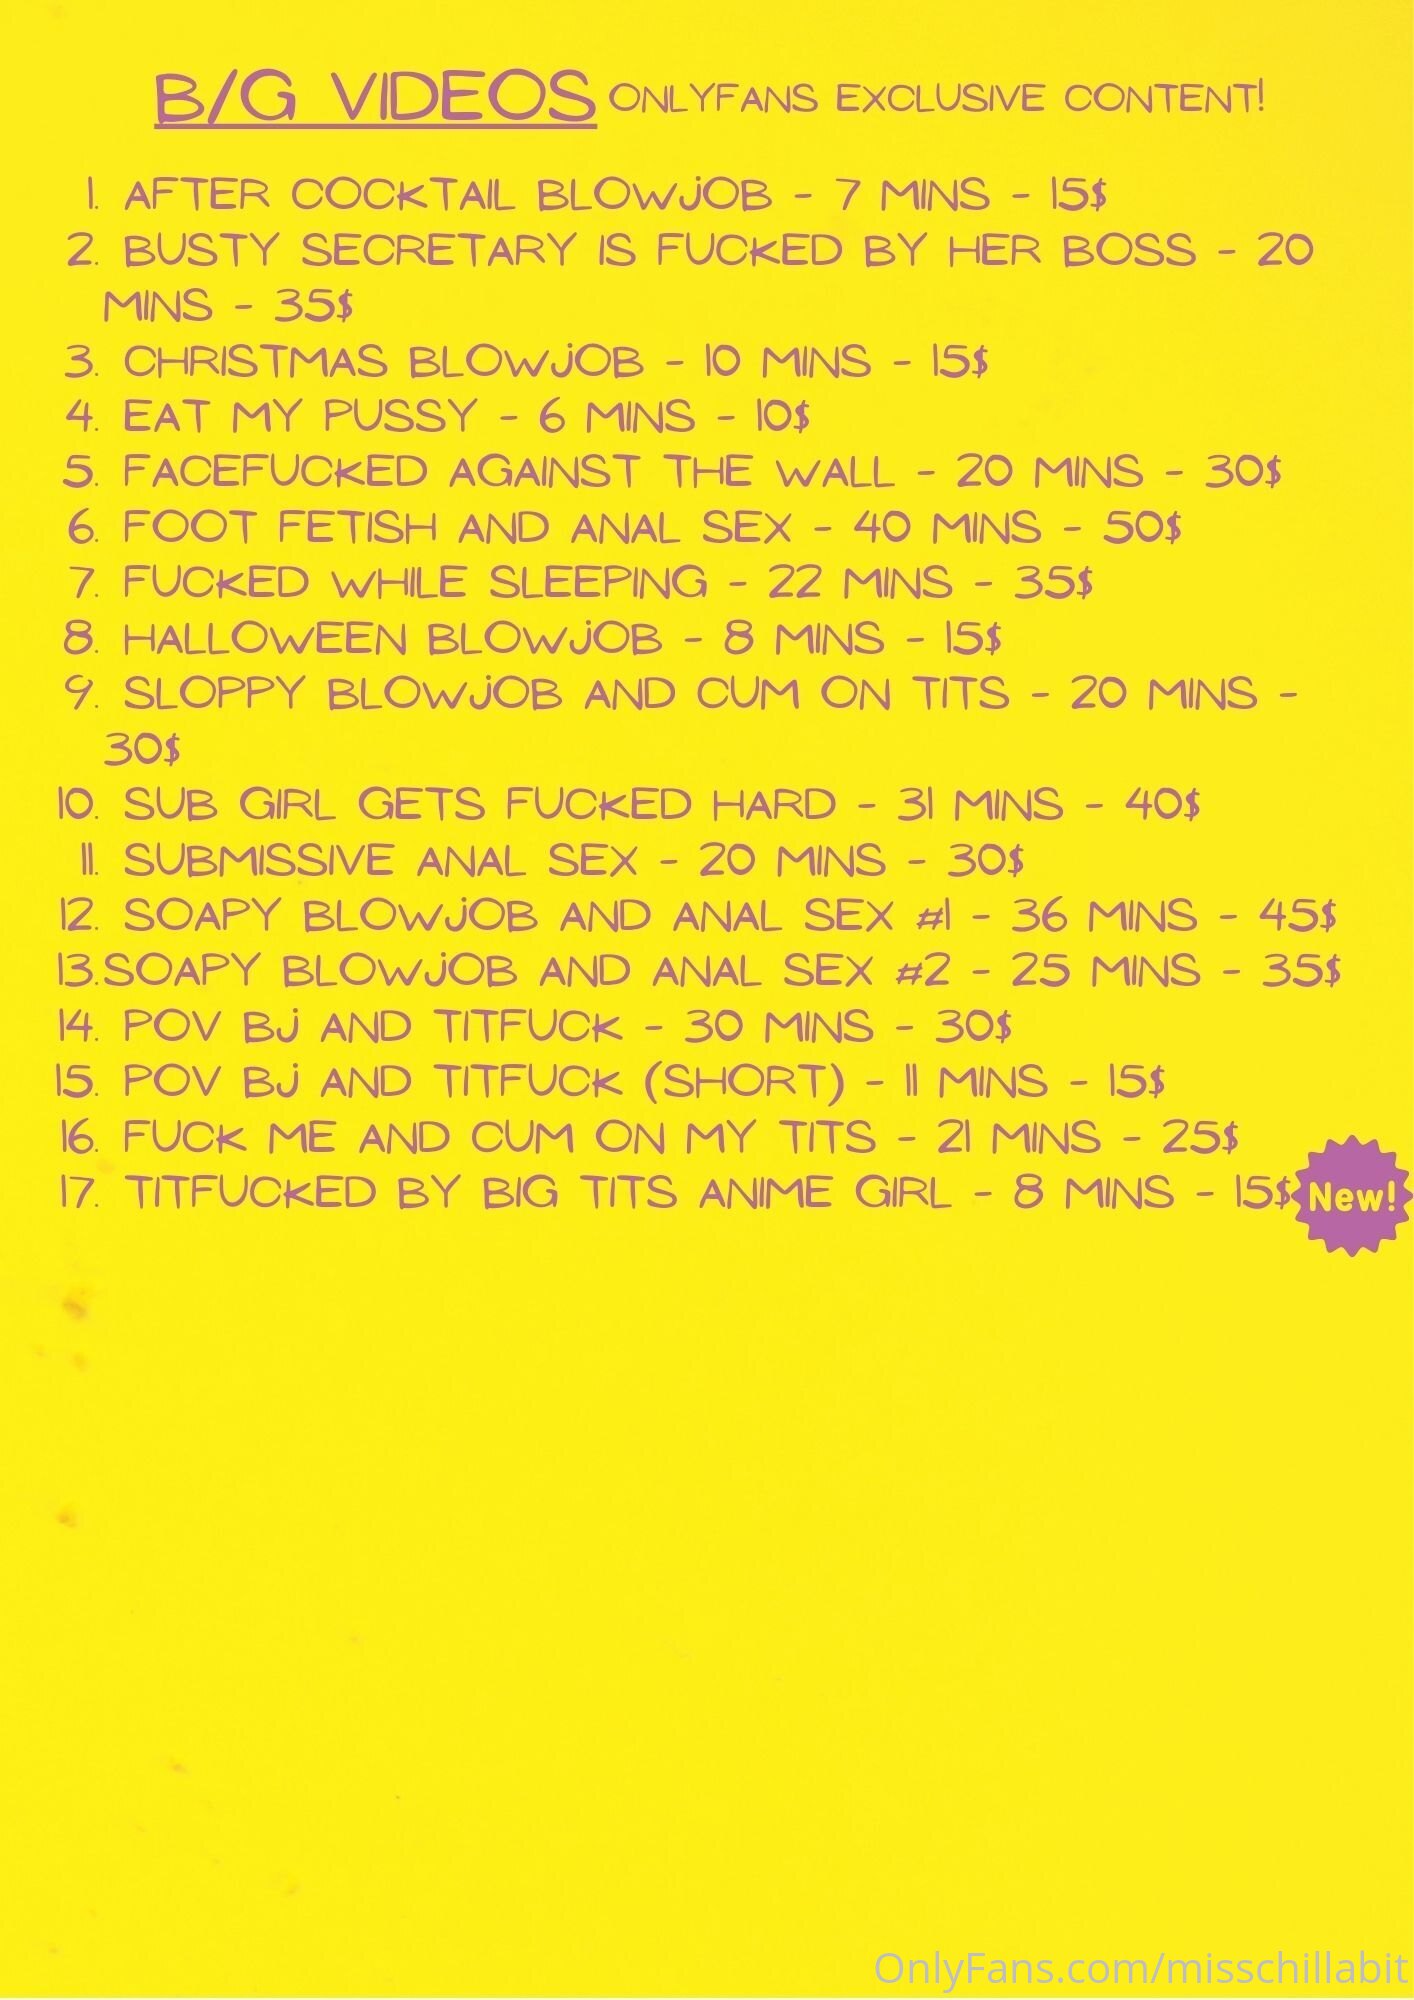 B/G VIDEOS ONLYFANS EXCLUSIVE CONTENT!
1. AFTER COCKTAIL BLOWJOB - 7 MINS - 15$
2. BUSTY SECRETARY IS FUCKED BY HER BOSS - 20
MINS - 35$
3. CHRISTMAS BLOWJOB - 10 MINS - 15$
4. EAT MY PUSSY - 6 MINS - 10$
5. FACEFUCKED AGAINST THE WALL - 20 MINS - 30$
6. FOOT FETISH AND ANAL SEX - 40 MINS - 50$
7. FUCKED WHILE SLEEPING - 22 MINS - 35$
8. HALLOWEEN BLOWJOB - 8 MINS - 15$
9. SLOPPY BLOWJOB AND CUM ON TITS - 20 MINS -
30$
10. SUB GIRL GETS FUCKED HARD - 31 MINS - 40$
11. SUBMISSIVE ANAL SEX - 20 MINS - 30$
12. SOAPY BLOWJOB AND ANAL SEX #1 - 36 MINS - 45$
13.SOAPY BLOWJOB AND ANAL SEX #2 - 25 MINS - 35$
14. POV BJ AND TITFUCK - 30 MINS - 30$
15. POV BJ AND TITFUCK (SHORT) - 11 MINS - 15$
16. FUCK ME AND CUM ON MY TITS - 21 MINS - 25$
17. TITFUCKED BY BIG TITS ANIME GIRL - 8 MINS - 15$ New!
OnlyFans.com/misschillabit